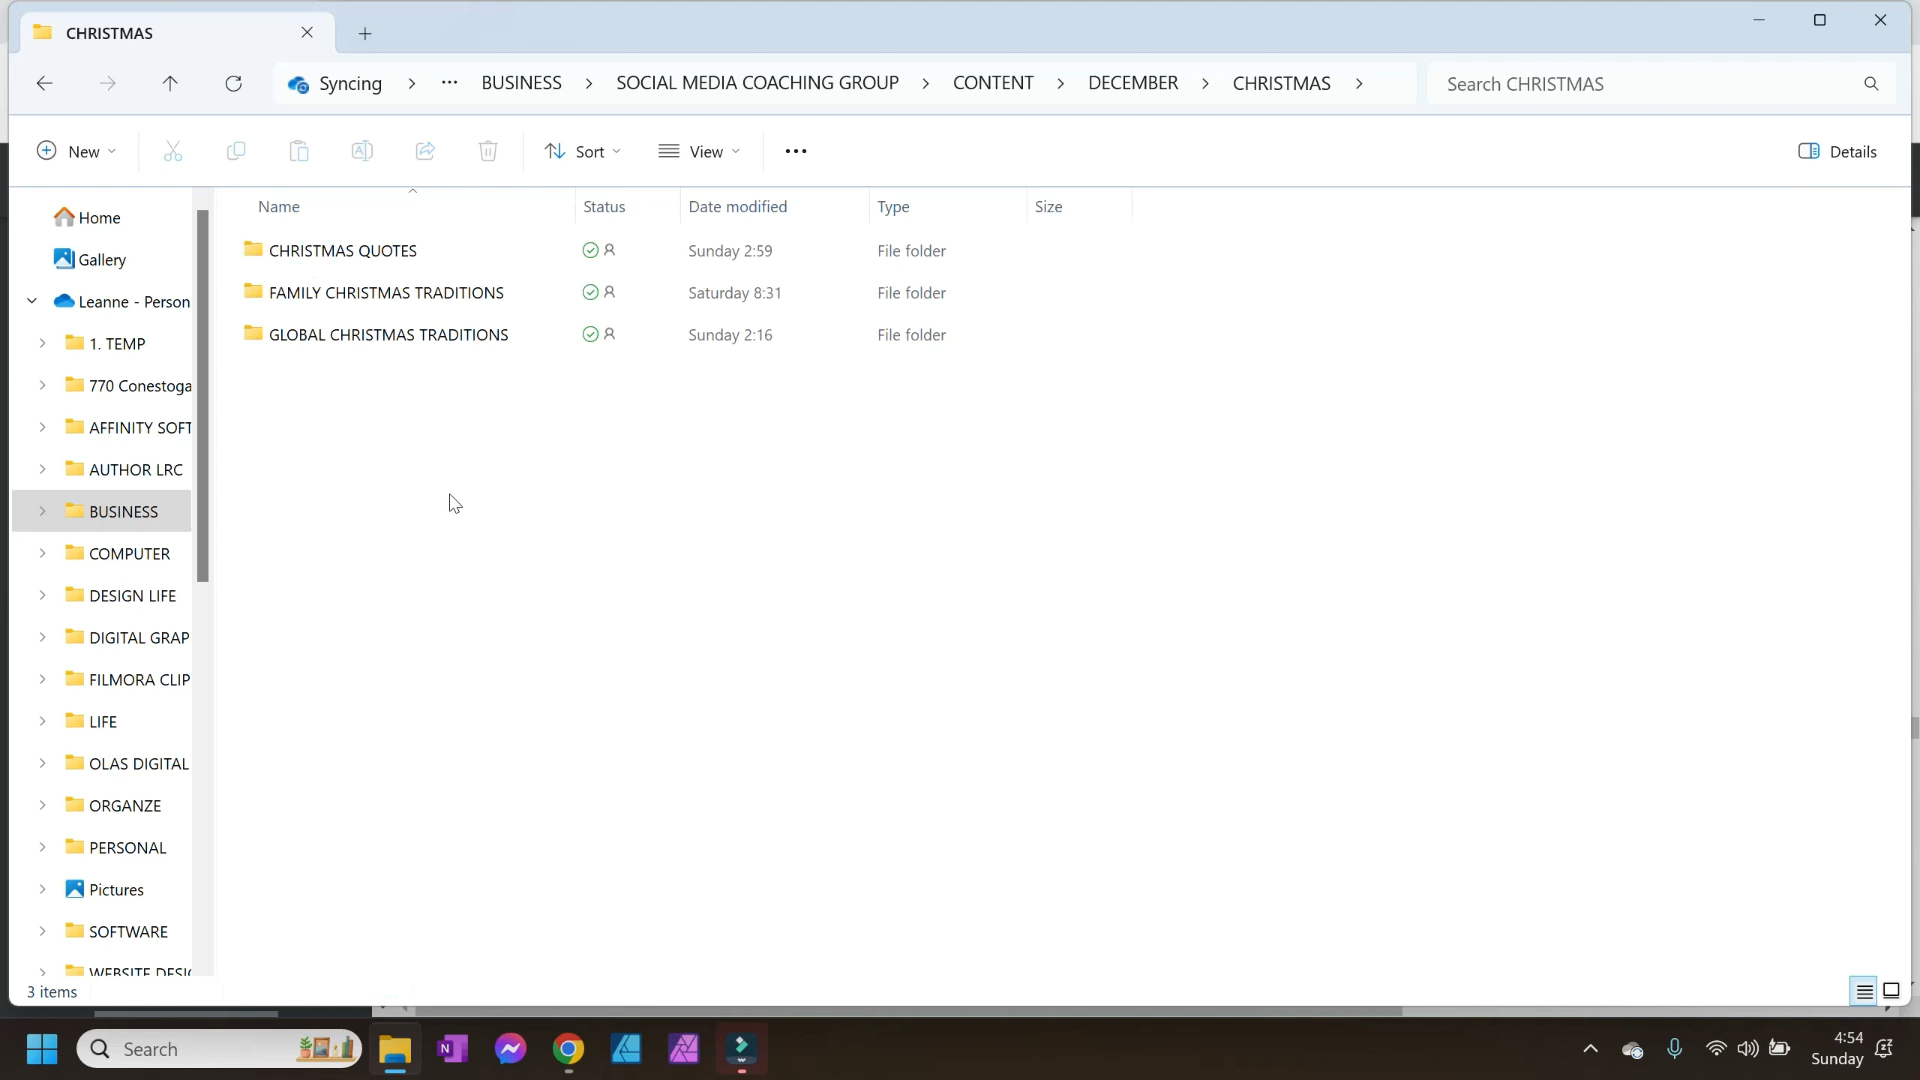 CHRISTMAS
Syncing > ... BUSINESS > SOCIAL MEDIA COACHING GROUP > CONTENT > DECEMBER > CHRISTMAS >
Search CHRISTMAS
New
Sort
View
Details
Name Status Date modified Type Size
CHRISTMAS QUOTES Sunday 2:59 File folder
FAMILY CHRISTMAS TRADITIONS Saturday 8:31 File folder
GLOBAL CHRISTMAS TRADITIONS Sunday 2:16 File folder
Home
Gallery
Leanne - Person
1. TEMP
770 Conestoga
AFFINITY SOFT
AUTHOR LRC
BUSINESS
COMPUTER
DESIGN LIFE
DIGITAL GRAP
FILMORA CLIP
LIFE
OLAS DIGITAL
ORGANZE
PERSONAL
Pictures
SOFTWARE
WEBSITE DESIG
3 items
Search
4:54
Sunday